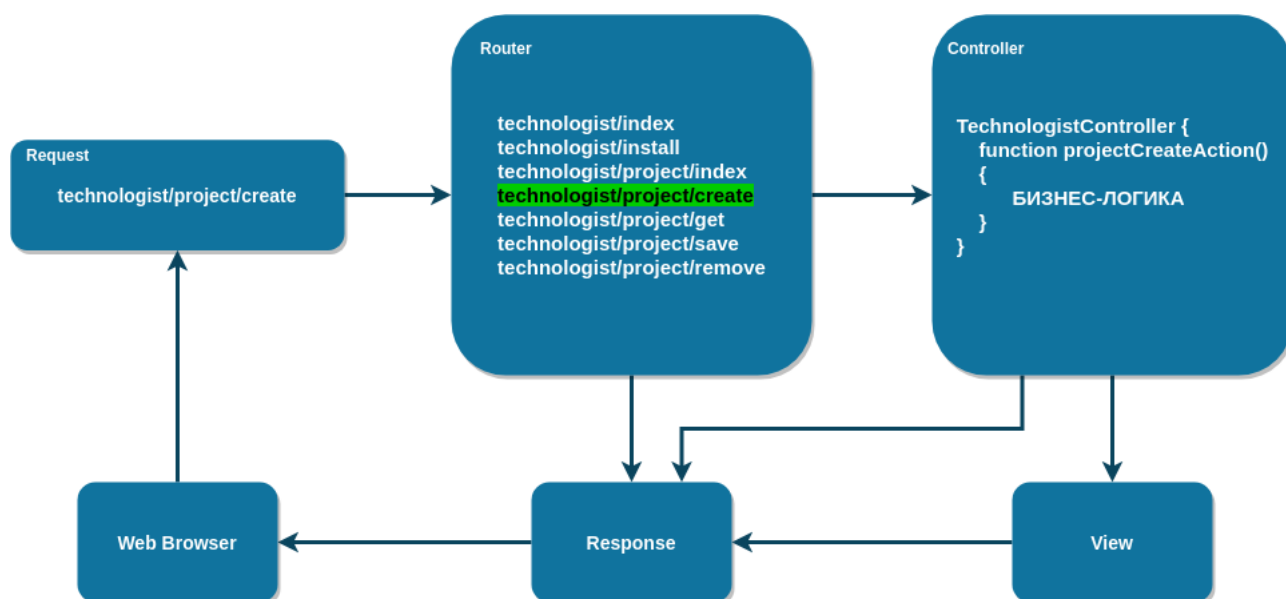 Router
technologist/index
technologist/install
technologist/project/index
technologist/project/create
technologist/project/get
technologist/project/save
technologist/project/remove
Controller
TechnologistController {
function projectCreateAction()
{
БИЗНЕС-ЛОГИКА
}
}
Request
technologist/project/create
Web Browser
Response
View